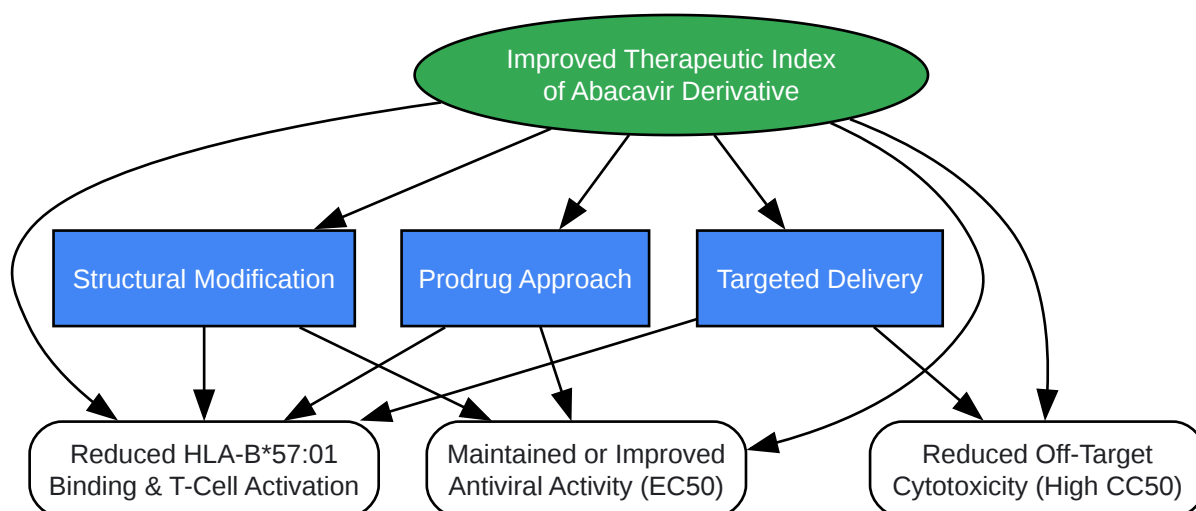 Improved Therapeutic Index
of Abacavir Derivative
Structural Modification
Prodrug Approach
Targeted Delivery
Reduced HLA-B*57:01
Binding & T-Cell Activation
Maintained or Improved
Antiviral Activity (EC50)
Reduced Off-Target
Cytotoxicity (High CC50)